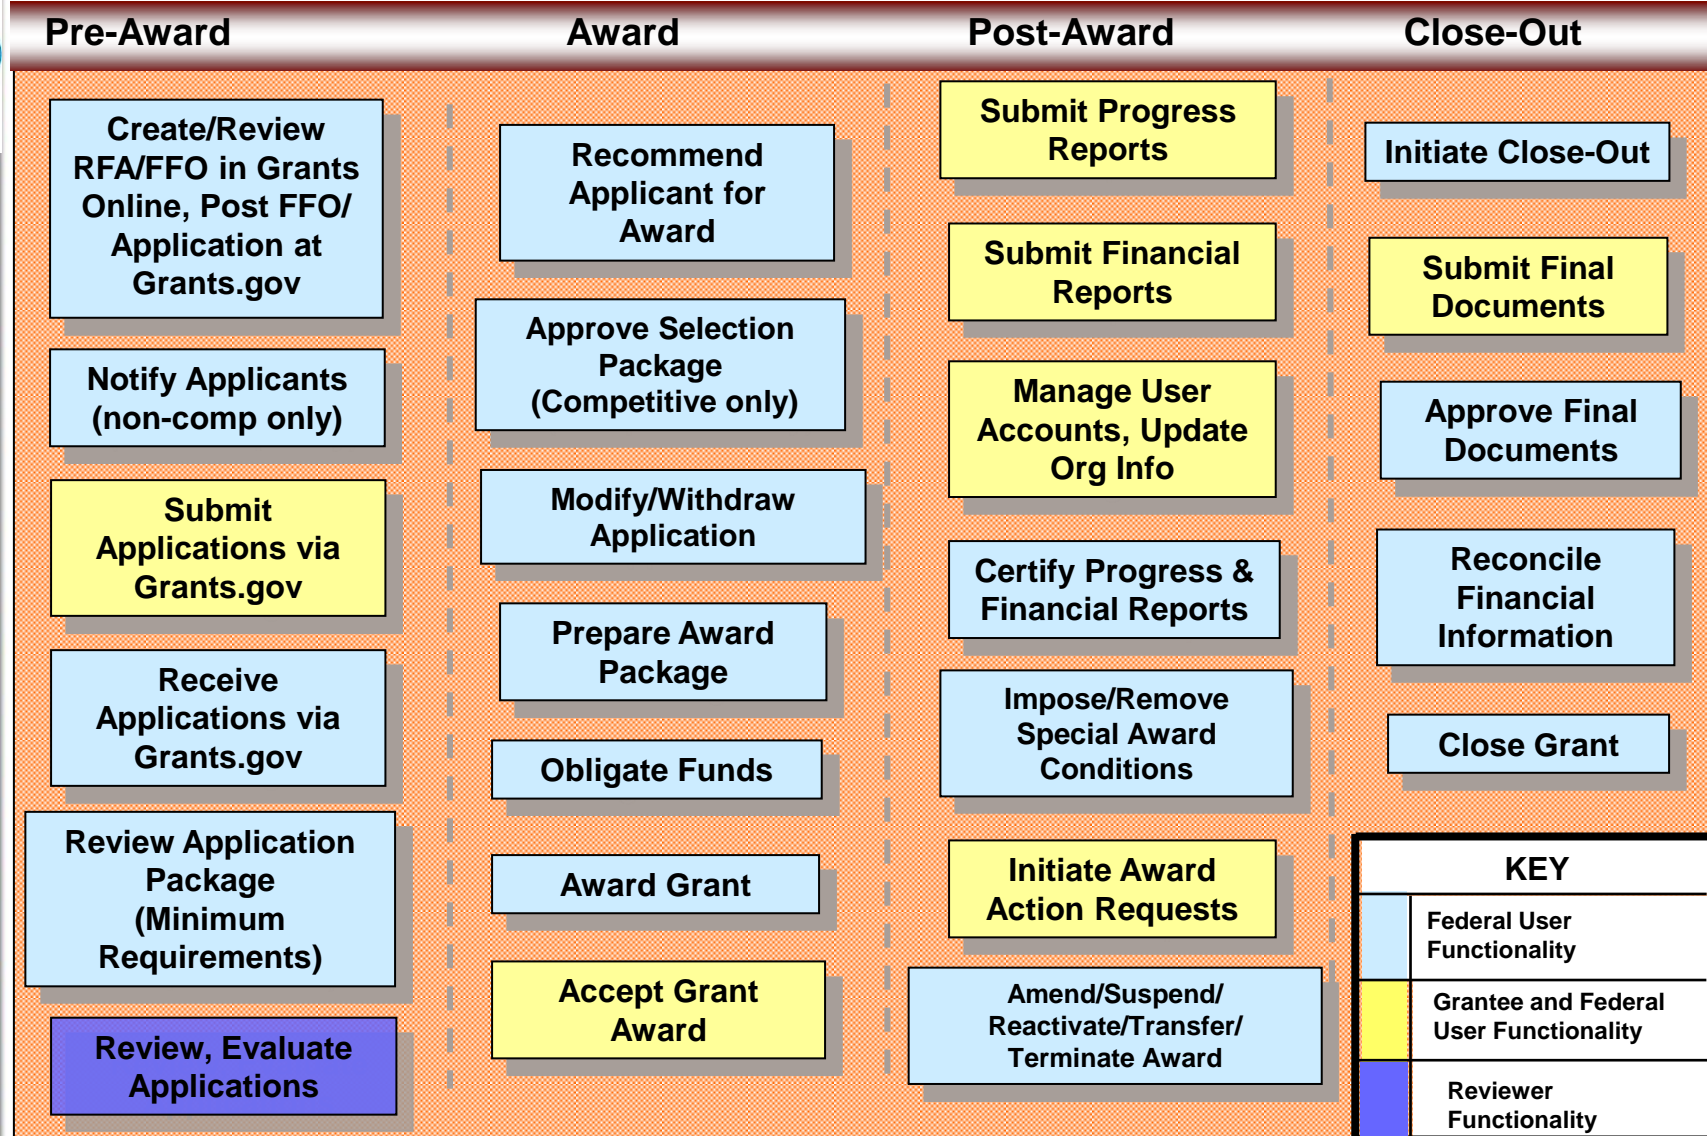 Pre-Award
Award
Post-Award
Close-Out
Create/Review
RFA/FFO in Grants
Online, Post FFO/
Application at
Grants.gov
Notify Applicants
(non-comp only)
Submit
Applications via
Grants.gov
Receive
Applications via
Grants.gov
Review Application
Package
(Minimum
Requirements)
Review, Evaluate
Applications
Recommend
Applicant for
Award
Approve Selection
Package
(Competitive only)
Modify/Withdraw
Application
Prepare Award
Package
Obligate Funds
Award Grant
Accept Grant
Award
Submit Progress
Reports
Submit Financial
Reports
Manage User
Accounts, Update
Org Info
Certify Progress &
Financial Reports
Impose/Remove
Special Award
Conditions
Initiate Award
Action Requests
Amend/Suspend/
Reactivate/Transfer/
Terminate Award
Initiate Close-Out
Submit Final
Documents
Approve Final
Documents
Reconcile
Financial
Information
Close Grant
KEY
Federal User
Functionality
Grantee and Federal
User Functionality
Reviewer
Functionality